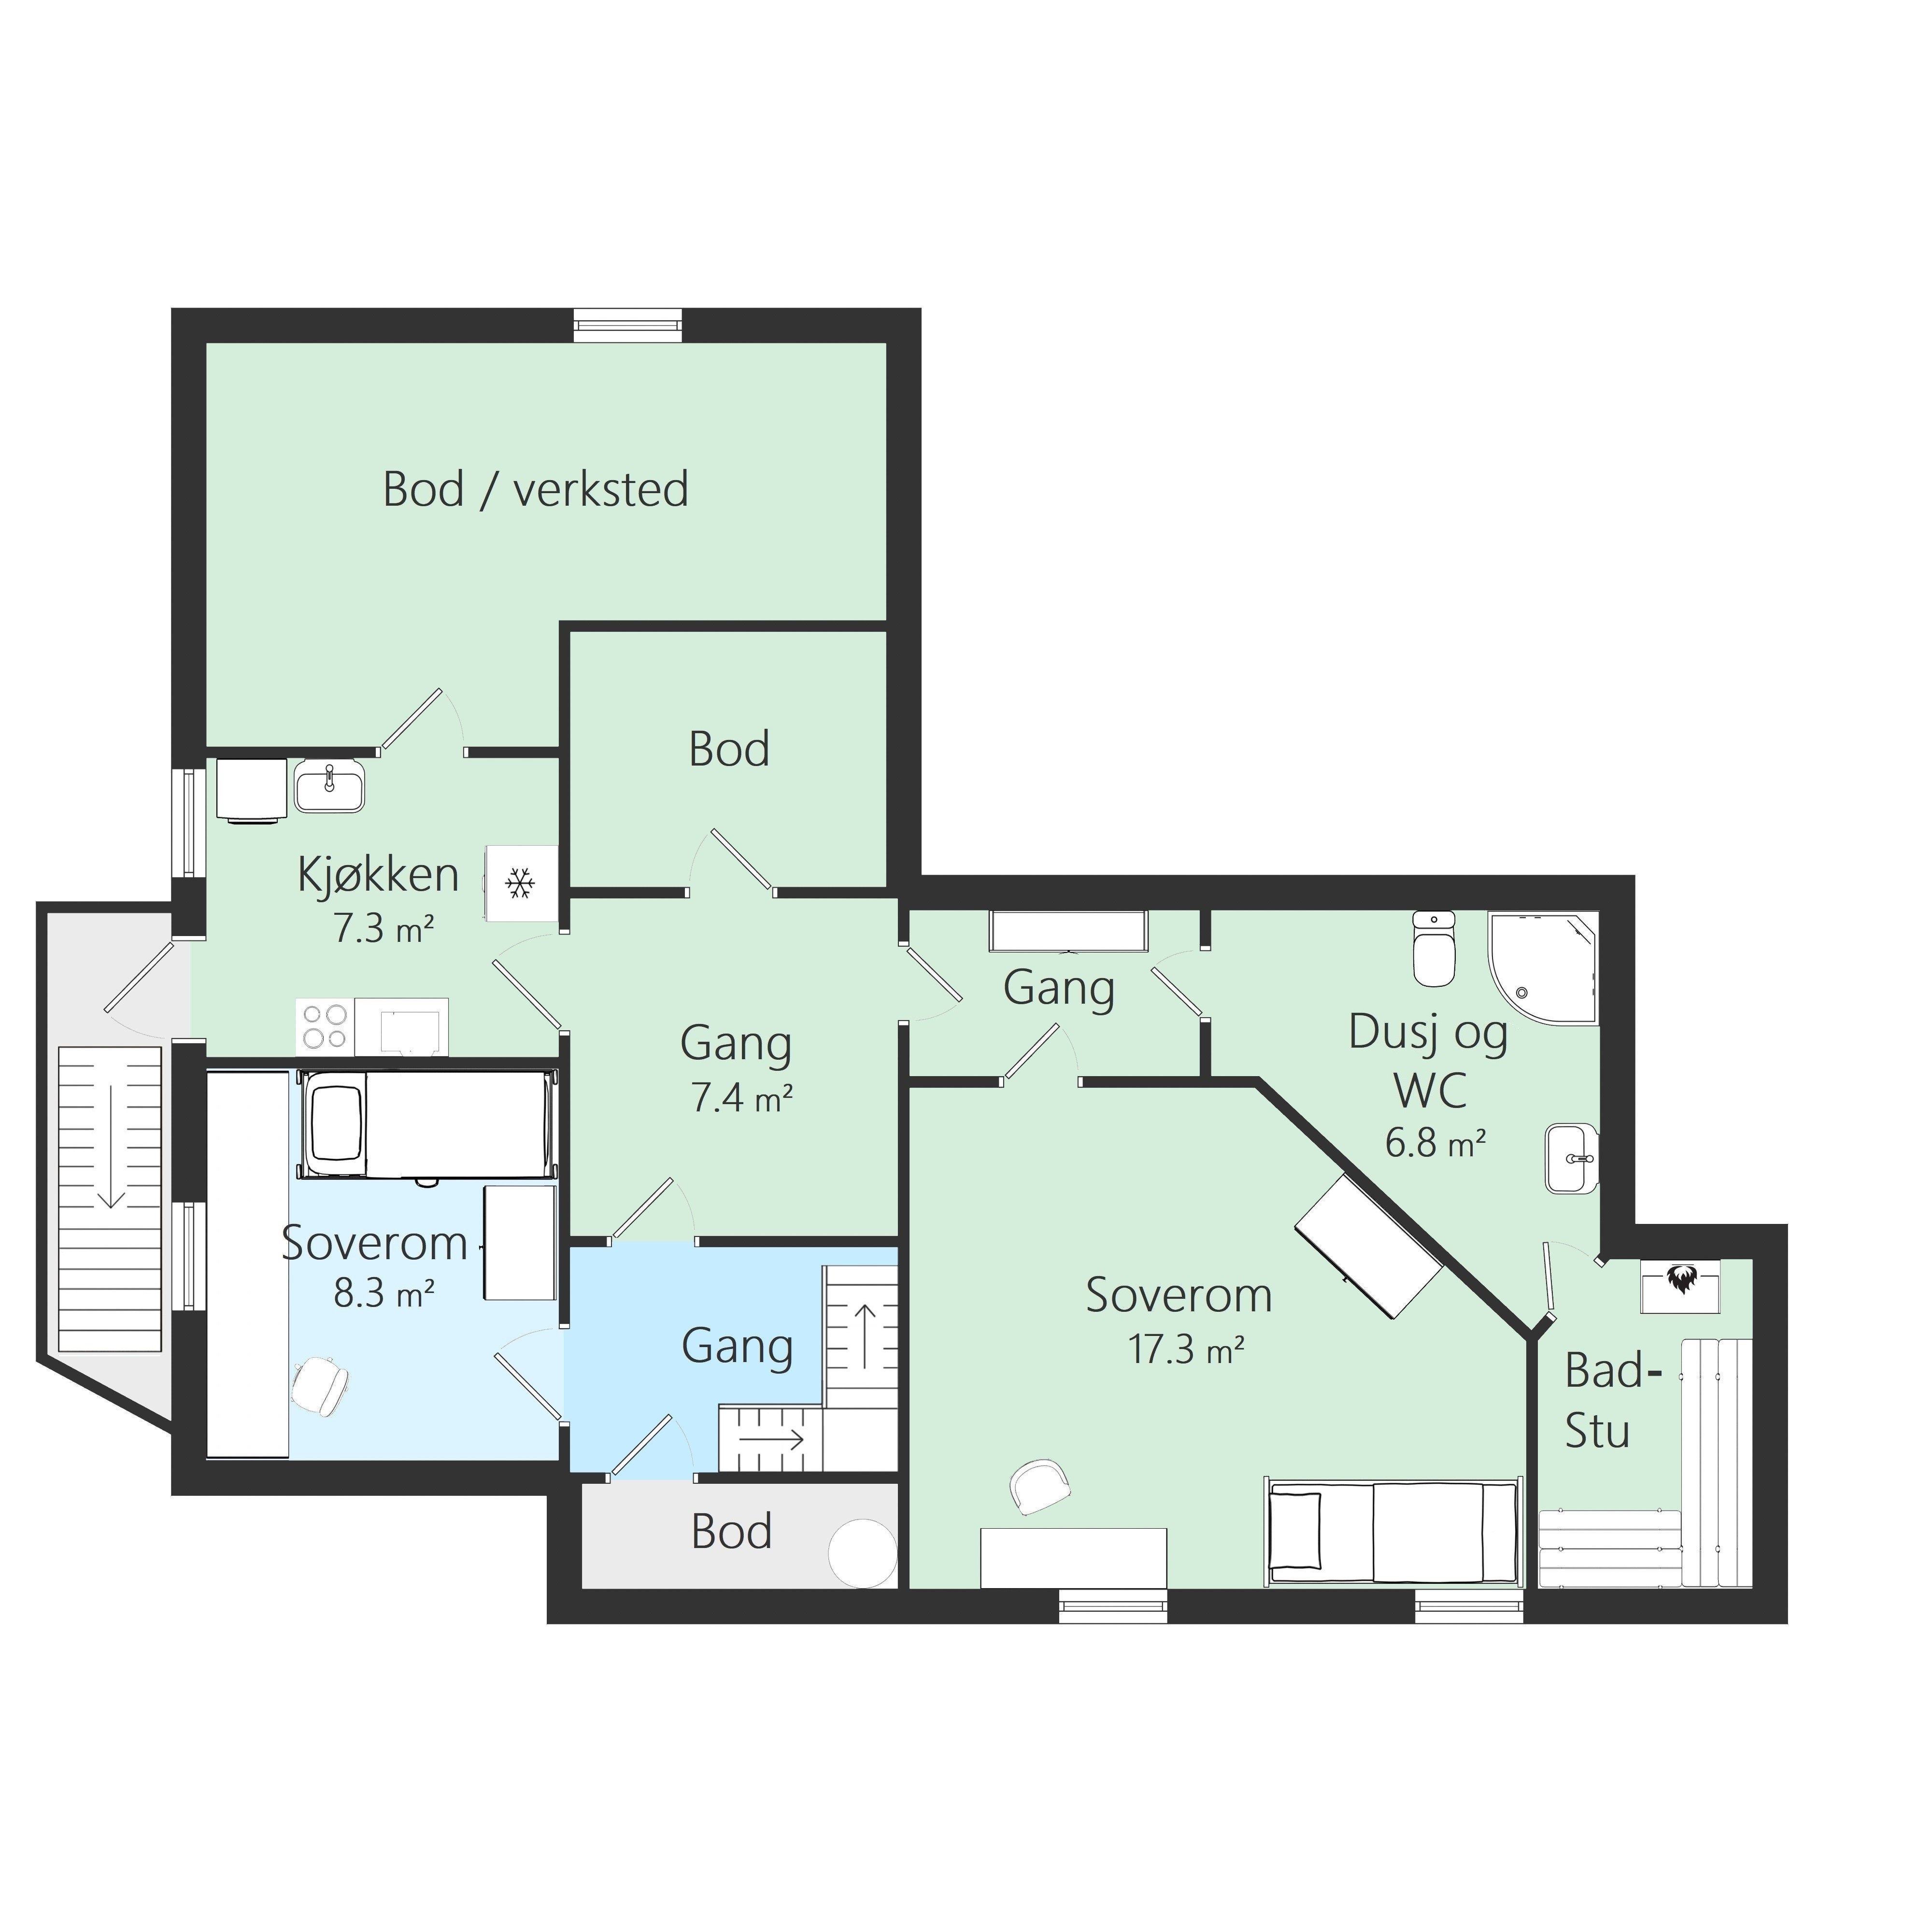 Bod / verksted
Bod
Kjøkken
7.3 m²
Gang
7.4 m²
Gang
Dusj og
WC
6.8 m²
Soverom
8.3 m²
Gang
Soverom
17.3 m²
Bad-
Stu
Bod